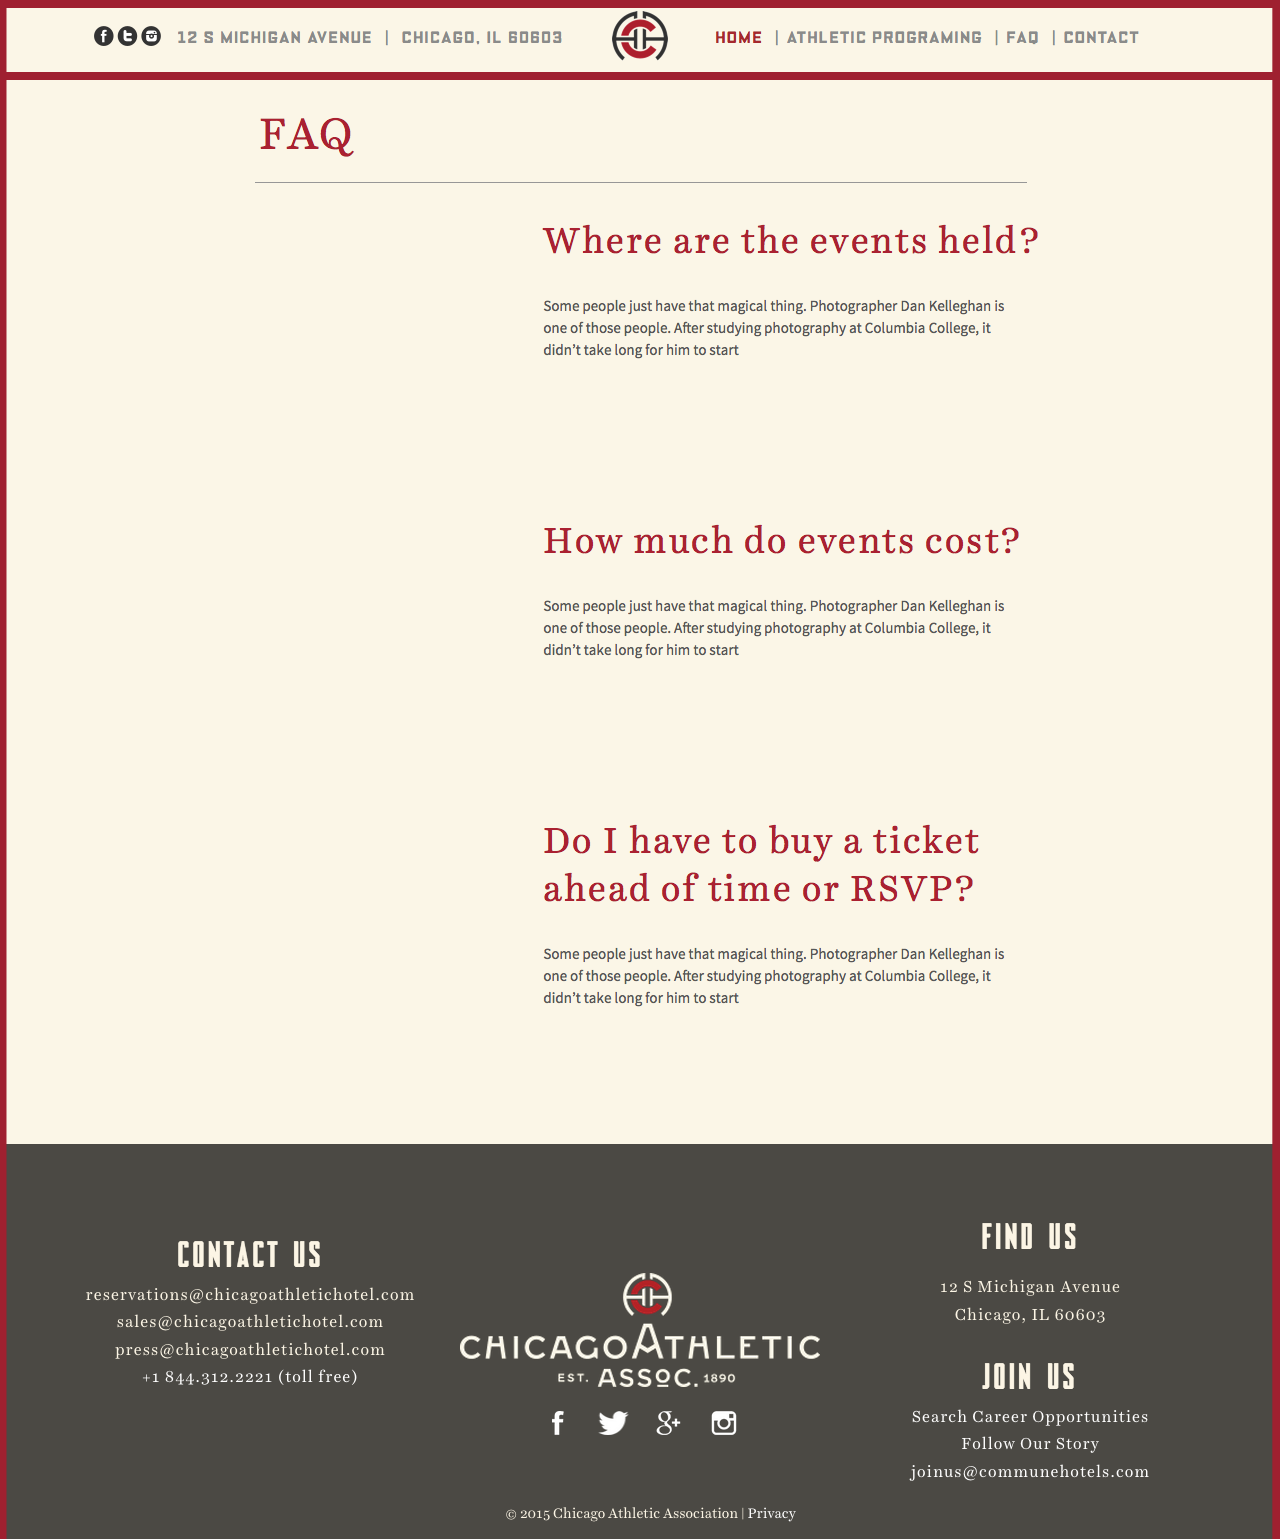 12 S MICHIGAN AVENUE | CHICAGO, IL 60603
HOME | ATHLETIC PROGRAMING | FAQ | CONTACT
FAQ
Where are the events held?
Some people just have that magical thing. Photographer Dan Kelleghan is
one of those people. After studying photography at Columbia College, it
didn’t take long for him to start
How much do events cost?
Some people just have that magical thing. Photographer Dan Kelleghan is
one of those people. After studying photography at Columbia College, it
didn’t take long for him to start
Do I have to buy a ticket
ahead of time or RSVP?
Some people just have that magical thing. Photographer Dan Kelleghan is
one of those people. After studying photography at Columbia College, it
didn’t take long for him to start
CONTACT US
reservations@chicagoathletichotel.com
sales@chicagoathletichotel.com
press@chicagoathletichotel.com
+1 844.312.2221 (toll free)
CHICAGO ATHLETIC
EST. ASSOC. 1890
FIND US
12 S Michigan Avenue
Chicago, IL 60603
JOIN US
Search Career Opportunities
Follow Our Story
joinus@communehotels.com
© 2015 Chicago Athletic Association | Privacy